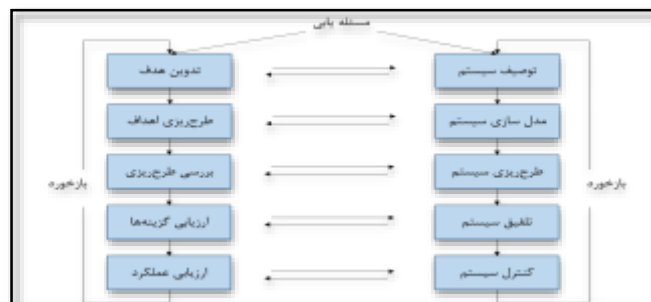 مسئله یابی
توصیف سیستم
تدوین هدف
مدل سازی سیستم
طرح‌ریزی اهداف
طرح‌ریزی سیستم
بررسی طرح‌ریزی
بازخورد
بازخورد
تلفیق سیستم
ارزیابی گزینه‌ها
کنترل سیستم
ارزیابی عملکرد